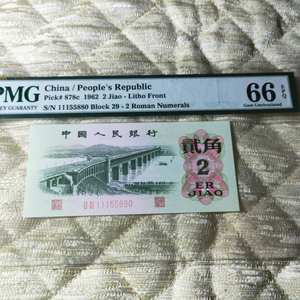 PMG
China / People's Republic
Pick# 878c 1962 2 Jiao - Litho Front
S/N 11155880 Block 29 - 2 Roman Numerals
66 EPQ
Gem Uncirculated
中国人民银行
贰角
2
ER
JIAO
11155880